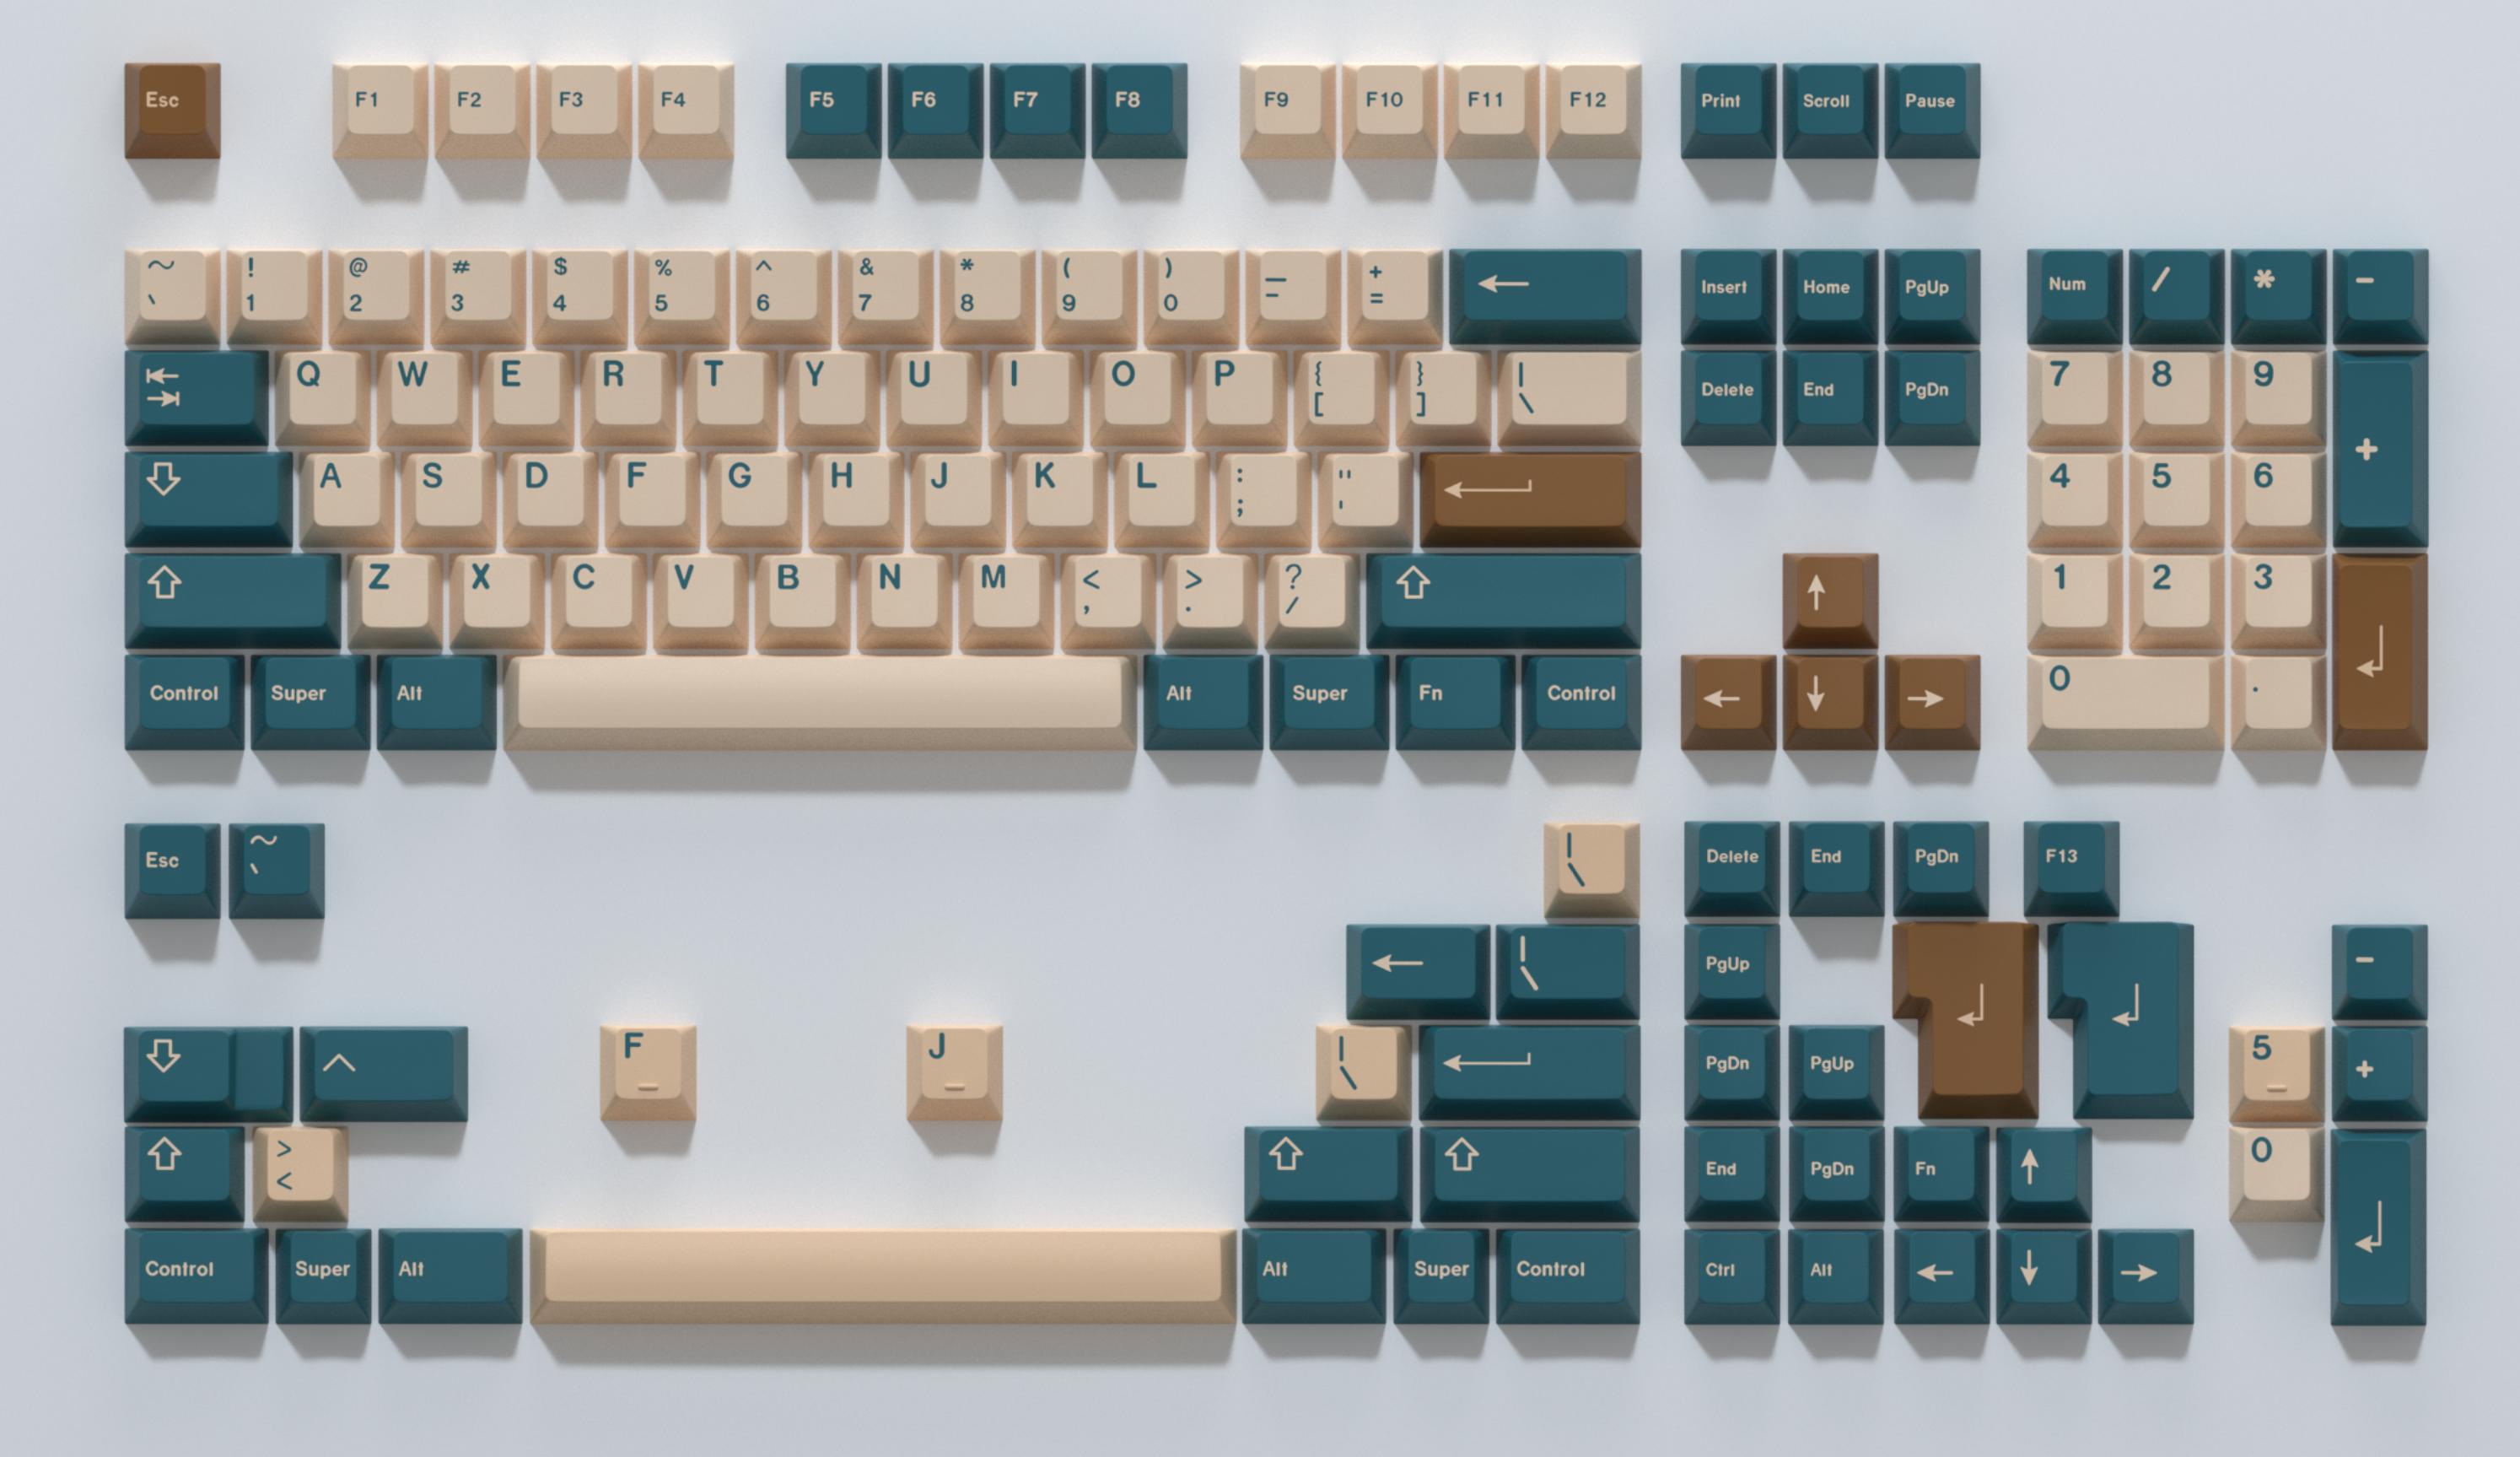 Esc F1 F2 F3 F4 F5 F6 F7 F8 F9 F10 F11 F12 Print Scroll Pause
~ ! @ # $ % ^ & * ( ) — +
` 1 2 3 4 5 6 7 8 9 0 - = ← Insert Home PgUp Num / * -
⇤ Q W E R T Y U I O P { } | 7 8 9
⇥ [ ] \ Delete End PgDn +
⇩ A S D F G H J K L : " ↵ 4 5 6
; '
⇧ Z X C V B N M < > ? ⇧ ↑ 1 2 3
, . / ↵
Control Super Alt Alt Super Fn Control ← ↓ → 0 .
Esc ~ | Delete End PgDn F13
` \
← | PgUp ↵ ↵ -
\
⇩ ^ F J | ↵ PgDn PgUp 5 +
\
⇧ > ⇧ ⇧ End PgDn Fn ↑ 0 ↵
<
Control Super Alt Alt Super Control Ctrl Alt ← ↓ →